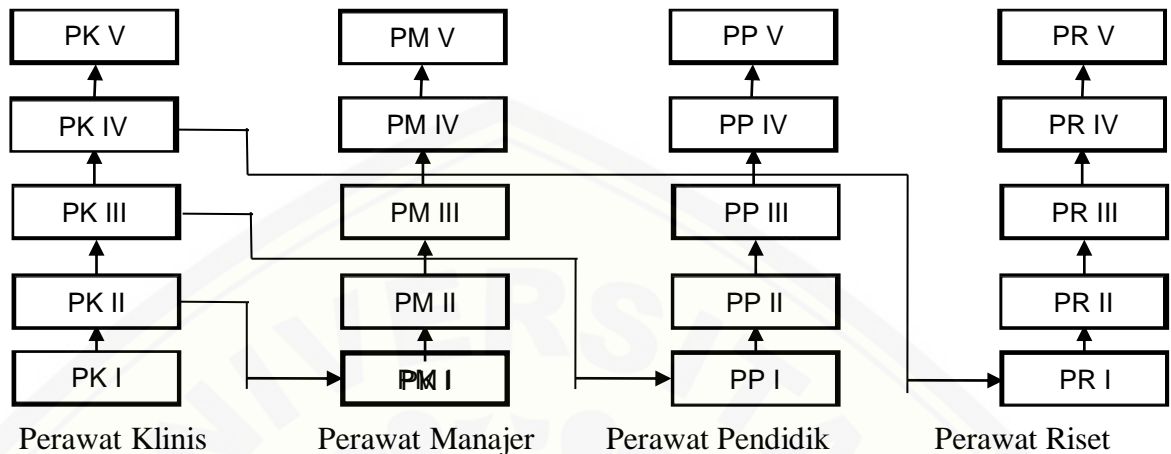 PK V PM V PP V PR V
PK IV PM IV PP IV PR IV
PK III PM III PP III PR III
PK II PM II PP II PR II
PK I PP I PR I
Perawat Klinis Perawat Manajer Perawat Pendidik Perawat Riset